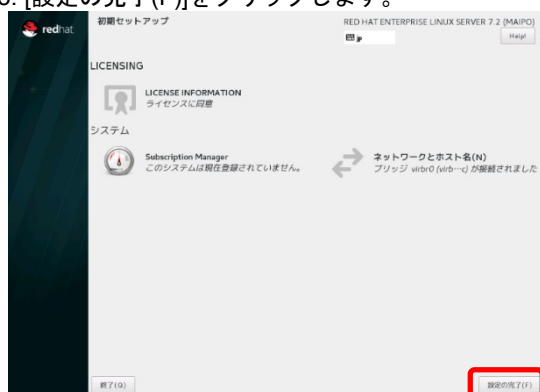 [設定の完了(F)]をクリックします。
redhat
初期セットアップ
RED HAT ENTERPRISE LINUX SERVER 7.2 (MAIPO)
jp
Help!
LICENSING
LICENSE INFORMATION
ライセンスに同意
システム
Subscription Manager
このシステムは現在登録されていません。
ネットワークとホスト名(N)
ブリッジ virbr0 (virb…c) が接続されました
終了(Q)
設定の完了(F)